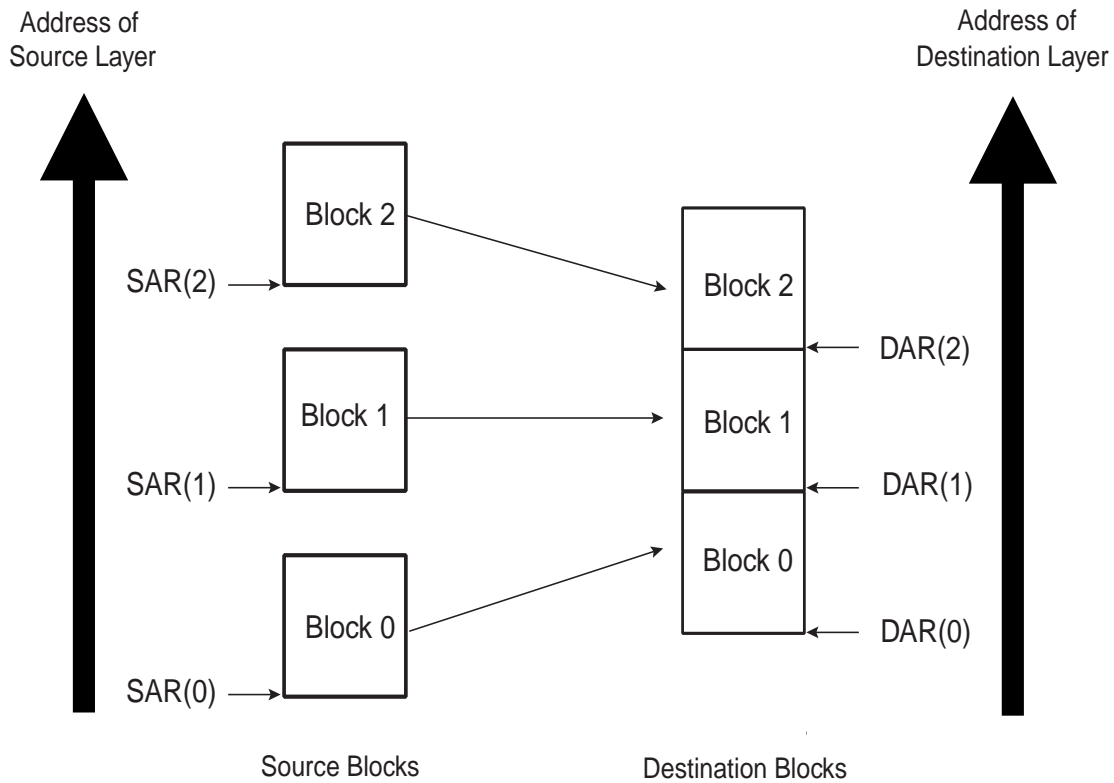 Address of
Source Layer
Address of
Destination Layer
Block 2
SAR(2)
Block 2
DAR(2)
Block 1
Block 1
SAR(1)
DAR(1)
Block 0
Block 0
DAR(0)
SAR(0)
Source Blocks
Destination Blocks